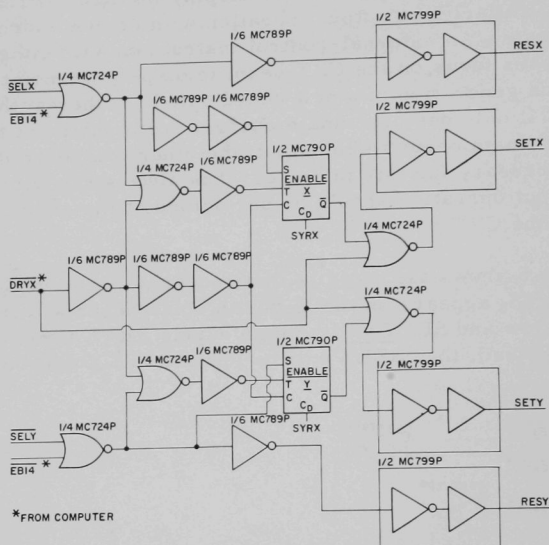 1/2 MC799P
1/6 MC789P
RESX
1/4 MC724P
SELX
EB14 *
1/6 MC789P 1/6 MC789P
1/2 MC799P
SETX
1/4 MC724P 1/6 MC789P
1/2 MC790P
S
ENABLE
T X
C Q
CD
SYRX
1/4 MC724P
1/6 MC789P
DRYX *
1/6 MC789P 1/6 MC789P
1/4 MC724P
1/2 MC790P
1/4 MC724P 1/6 MC789P
S
ENABLE
T Y
C Q
CD
SYRX
1/2 MC799P
SETY
1/6 MC789P
1/4 MC724P
SELY
EB14 *
1/2 MC799P
RESY
*FROM COMPUTER